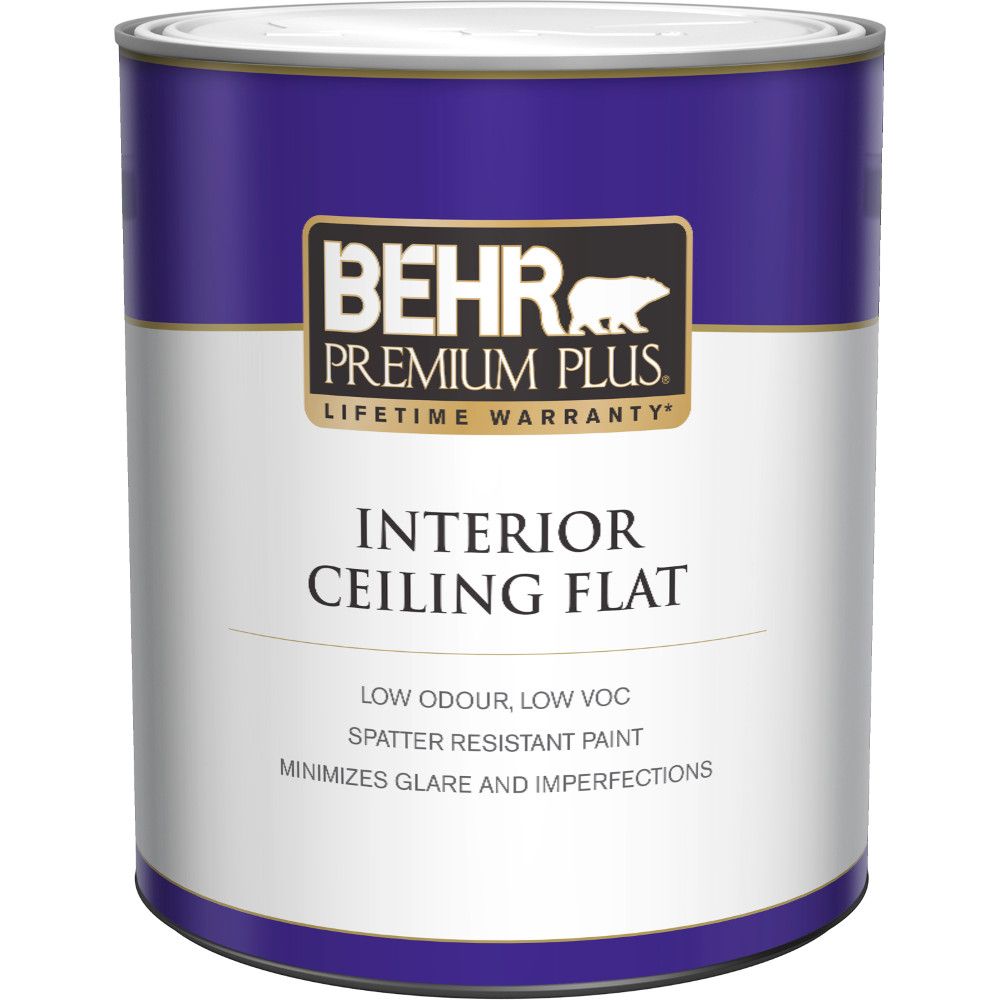 BEHR
PREMIUM PLUS®
LIFETIME WARRANTY*
INTERIOR
CEILING FLAT
LOW ODOUR, LOW VOC
SPATTER RESISTANT PAINT
MINIMIZES GLARE AND IMPERFECTIONS